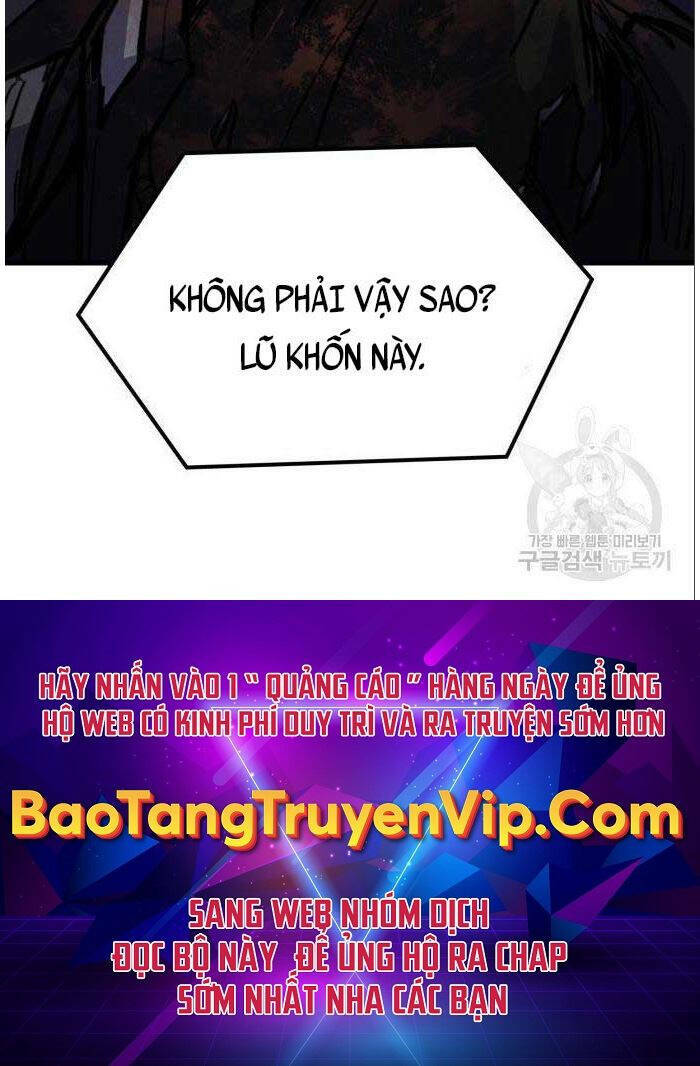 KHÔNG PHẢI VẬY SAO?
LŨ KHỐN NÀY.
가장 빠른 웹툰 미리보기
구글검색 뉴토끼
HÃY NHẤN VÀO 1 “ QUẢNG CÁO ” HÀNG NGÀY ĐỂ ỦNG
HỘ WEB CÓ KINH PHÍ DUY TRÌ VÀ RA TRUYỆN SỚM HƠN
BaoTangTruyenVip.Com
SANG WEB NHÓM DỊCH
ĐỌC BỘ NÀY ĐỂ ỦNG HỘ RA CHAP
SỚM NHẤT NHA CÁC BẠN